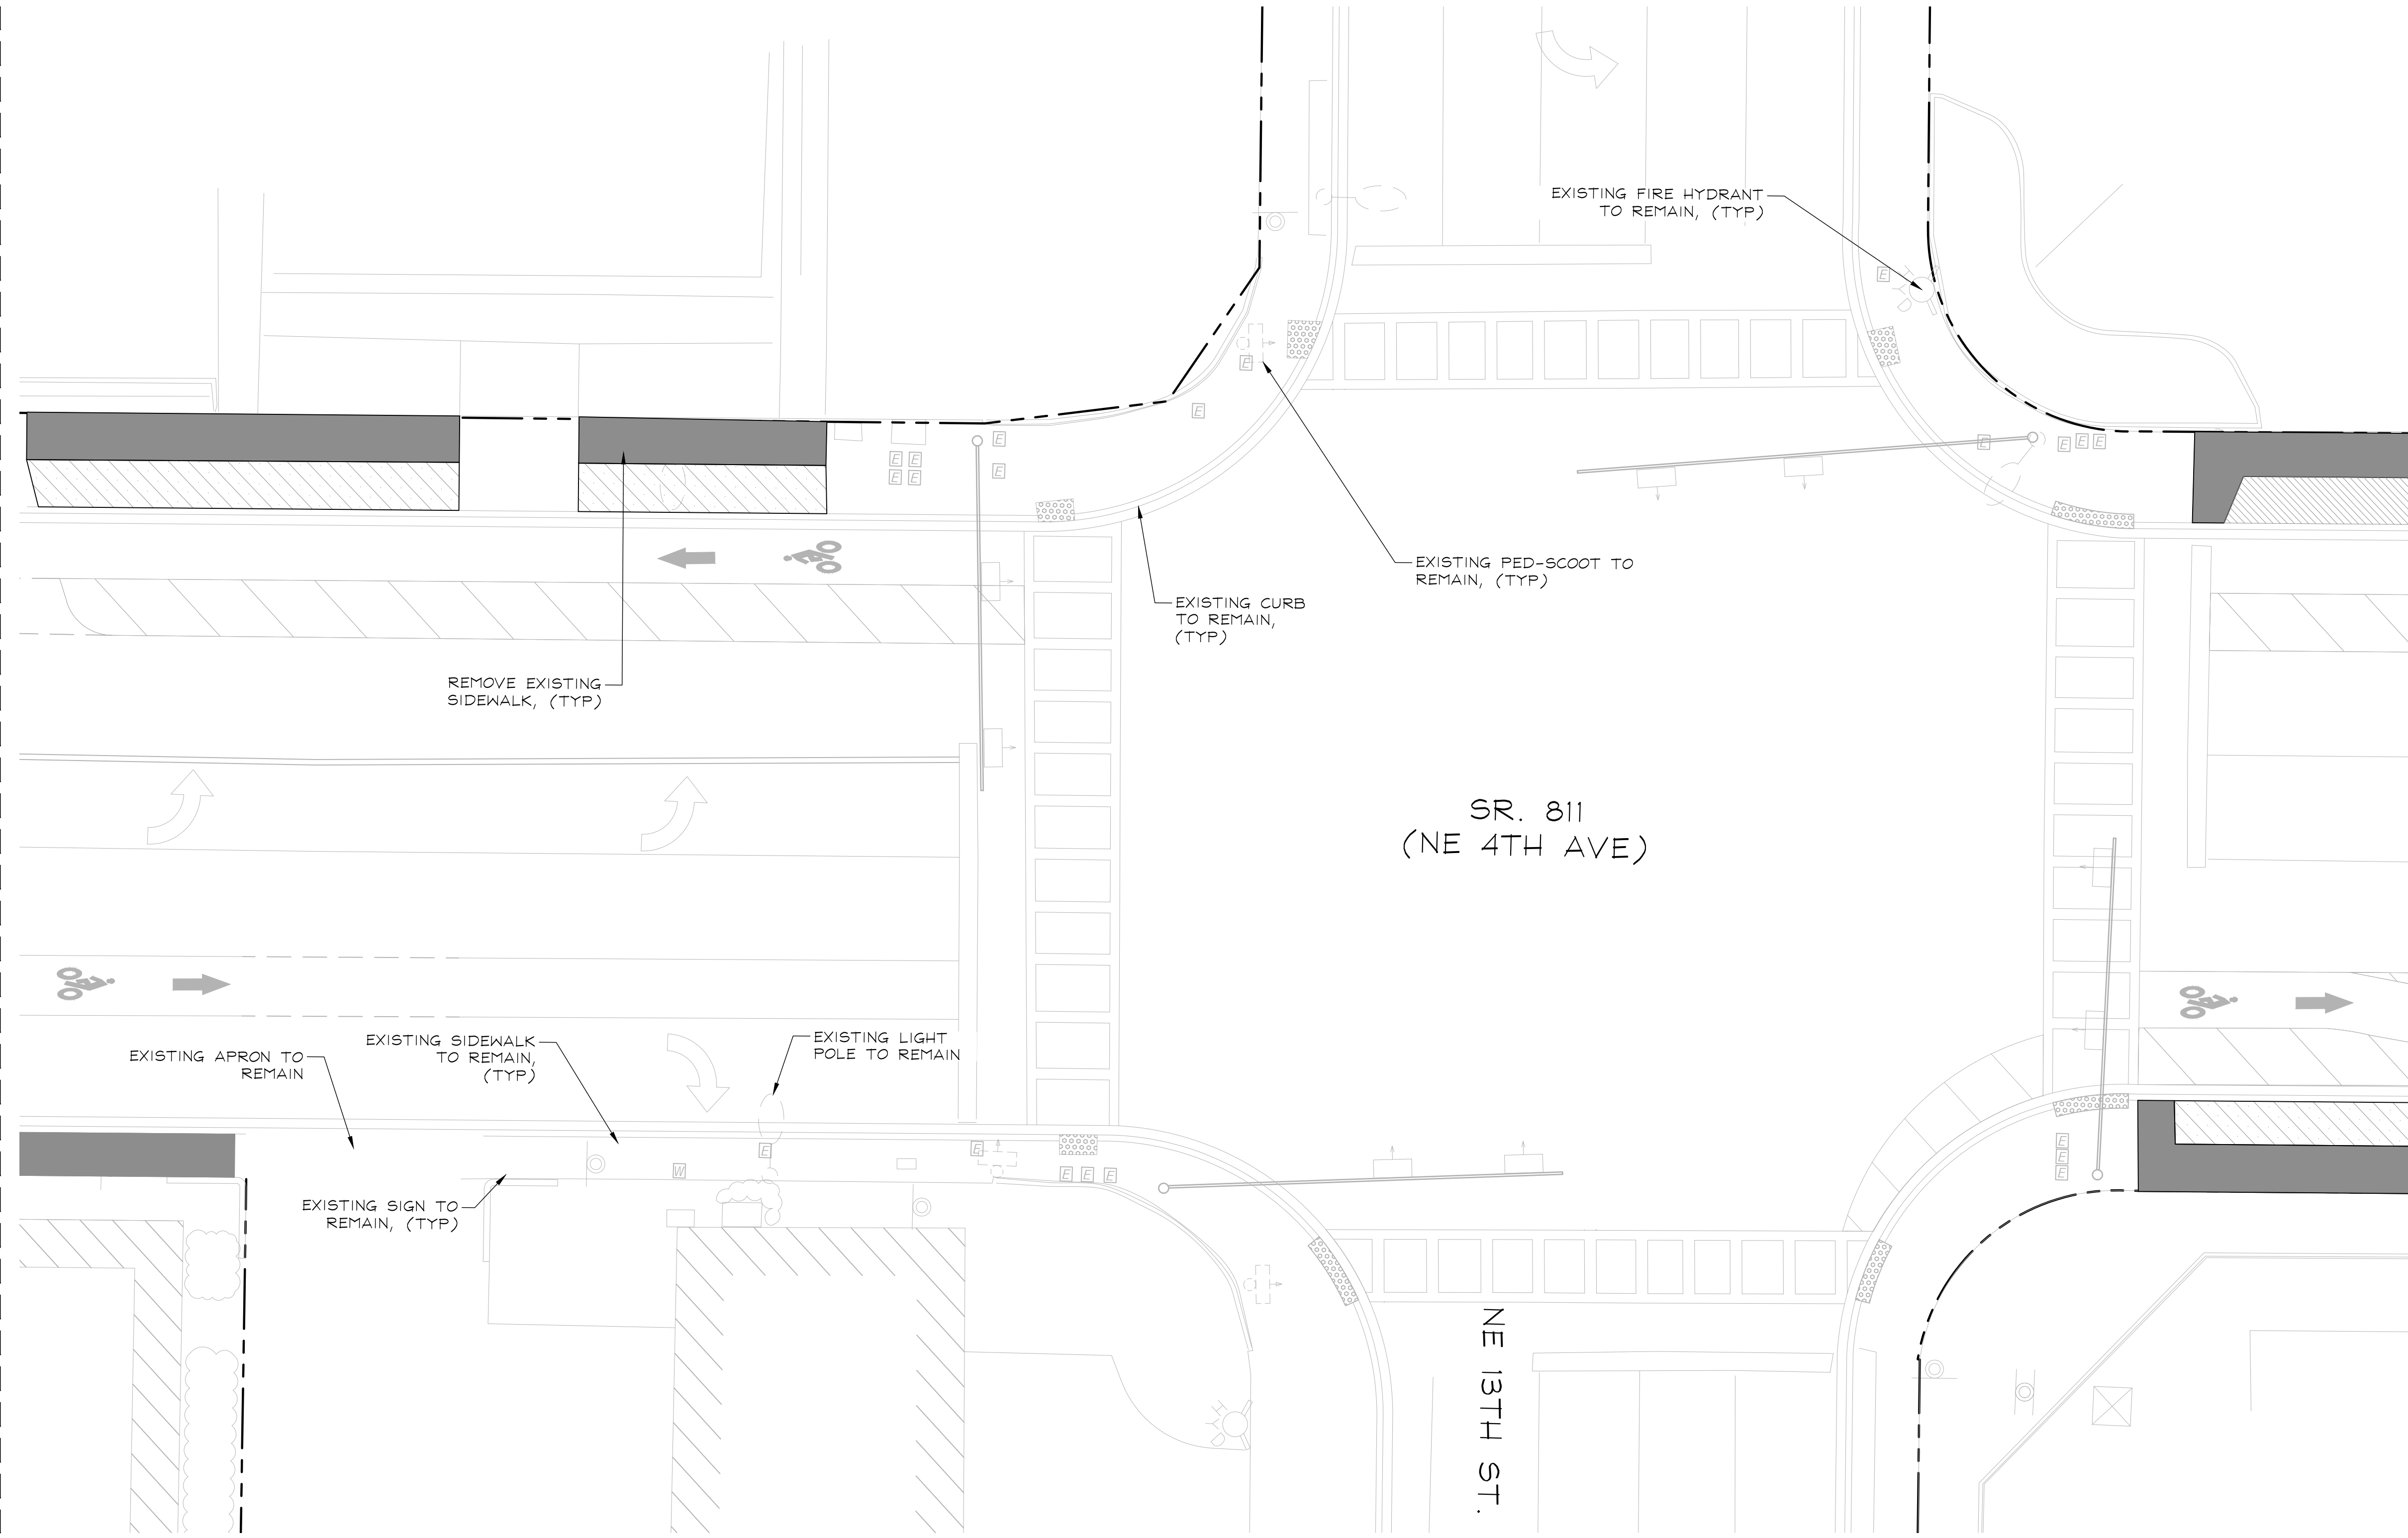 EXISTING FIRE HYDRANT
TO REMAIN, (TYP)
E
E
E
E
E
E
E
E
E
E
E
E
E
E
EXISTING PED-SCOOT TO
REMAIN, (TYP)
EXISTING CURB
TO REMAIN,
(TYP)
REMOVE EXISTING
SIDEWALK, (TYP)
SR. 811
(NE 4TH AVE)
EXISTING APRON TO
REMAIN
EXISTING SIDEWALK
TO REMAIN,
(TYP)
EXISTING LIGHT
POLE TO REMAIN
W
E
E
E
E
E
E
E
E
EXISTING SIGN TO
REMAIN, (TYP)
NE 13TH ST.